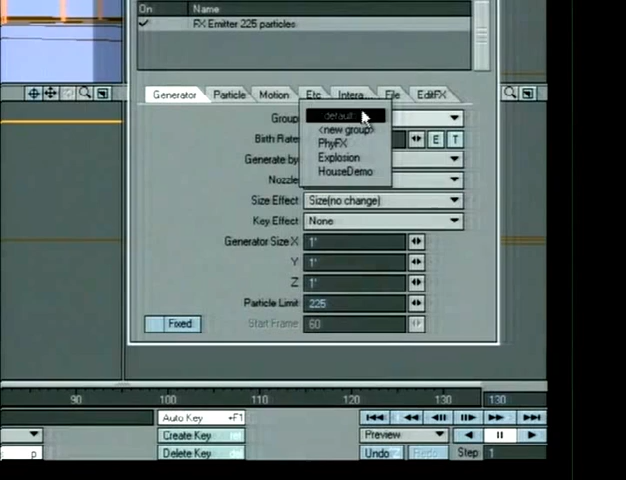 On Name
FX Emitter 225 particles
Generator Particle Motion Etc Intera... File EditFX
Group
default
<new group>
PhyFX
Explosion
HouseDemo
Birth Rate E T
Generate by
Nozzle
Size Effect Size(no change)
Key Effect None
Generator Size X 1'
Y 1'
Z 1'
Particle Limit 225
Fixed Start Frame 60
90 100 110 120 130 130
Auto Key +F1
Create Key
Preview
p Delete Key
Undo Redo Step 1